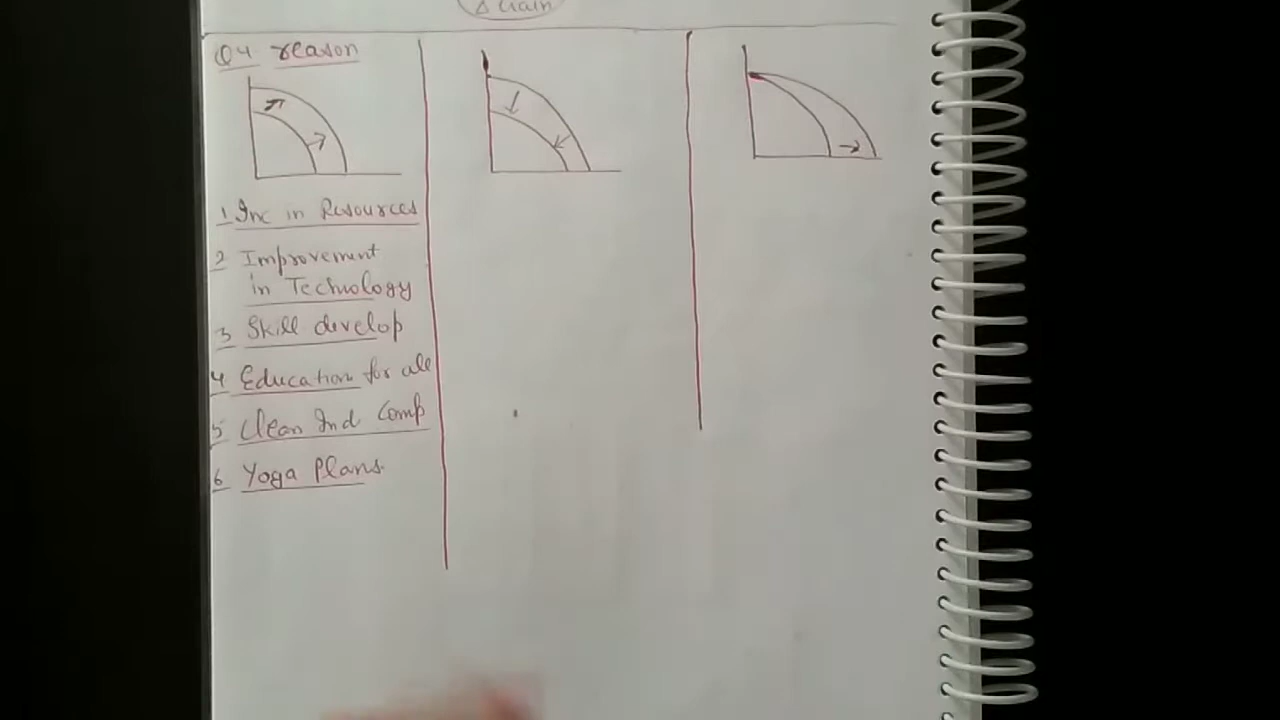 Δ Gain
Q4 reason
1 Inc in Resources
2 Improvement
in Technology
3 Skill develop
4 Education for all
5 Clean Ind Comp
6 Yoga Plans.